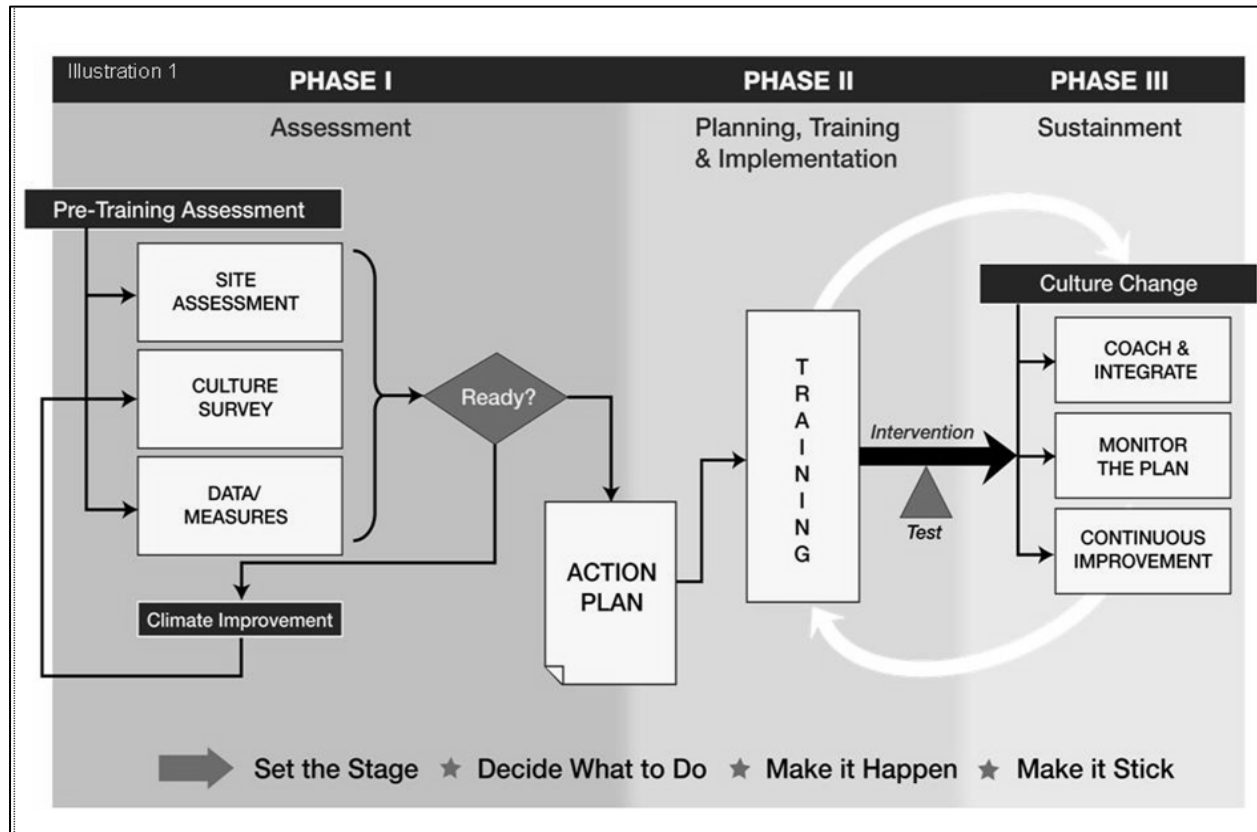 Illustration 1
PHASE I
PHASE II
PHASE III
Assessment
Planning, Training
& Implementation
Sustainment
Pre-Training Assessment
SITE
ASSESSMENT
CULTURE
SURVEY
DATA/
MEASURES
Ready?
Climate Improvement
ACTION
PLAN
T
R
A
I
N
I
N
G
Intervention
Test
Culture Change
COACH &
INTEGRATE
MONITOR
THE PLAN
CONTINUOUS
IMPROVEMENT
Set the Stage ★ Decide What to Do ★ Make it Happen ★ Make it Stick